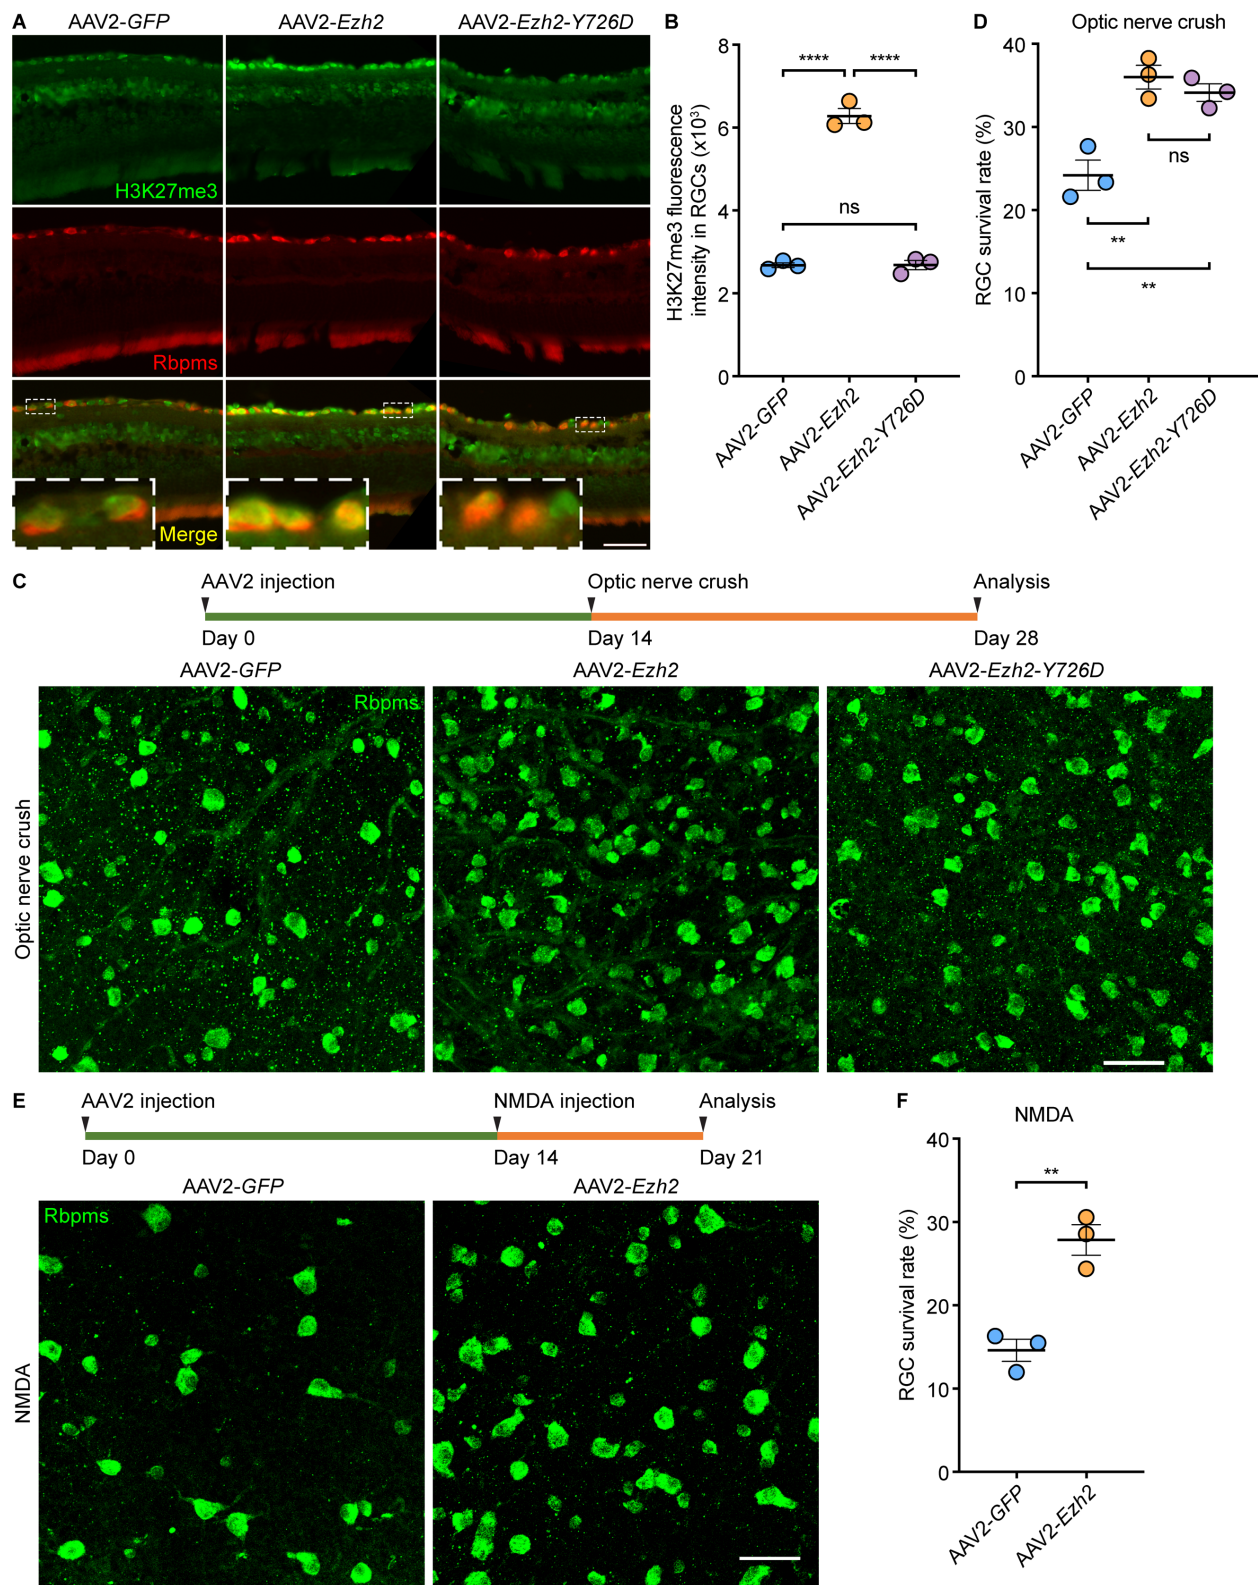 A
AAV2-GFP
AAV2-Ezh2
AAV2-Ezh2-Y726D
H3K27me3
Rbpms
Merge
B
H3K27me3 fluorescence
intensity in RGCs (x10³)
8
6
4
2
0
****
****
ns
AAV2-GFP
AAV2-Ezh2
AAV2-Ezh2-Y726D
D
Optic nerve crush
RGC survival rate (%)
40
30
20
10
0
ns
**
**
AAV2-GFP
AAV2-Ezh2
AAV2-Ezh2-Y726D
C
AAV2 injection
Optic nerve crush
Analysis
Day 0
Day 14
Day 28
AAV2-GFP
AAV2-Ezh2
AAV2-Ezh2-Y726D
Rbpms
Optic nerve crush
E
AAV2 injection
NMDA injection
Analysis
Day 0
Day 14
Day 21
AAV2-GFP
AAV2-Ezh2
Rbpms
NMDA
F
NMDA
RGC survival rate (%)
40
30
20
10
0
**
AAV2-GFP
AAV2-Ezh2